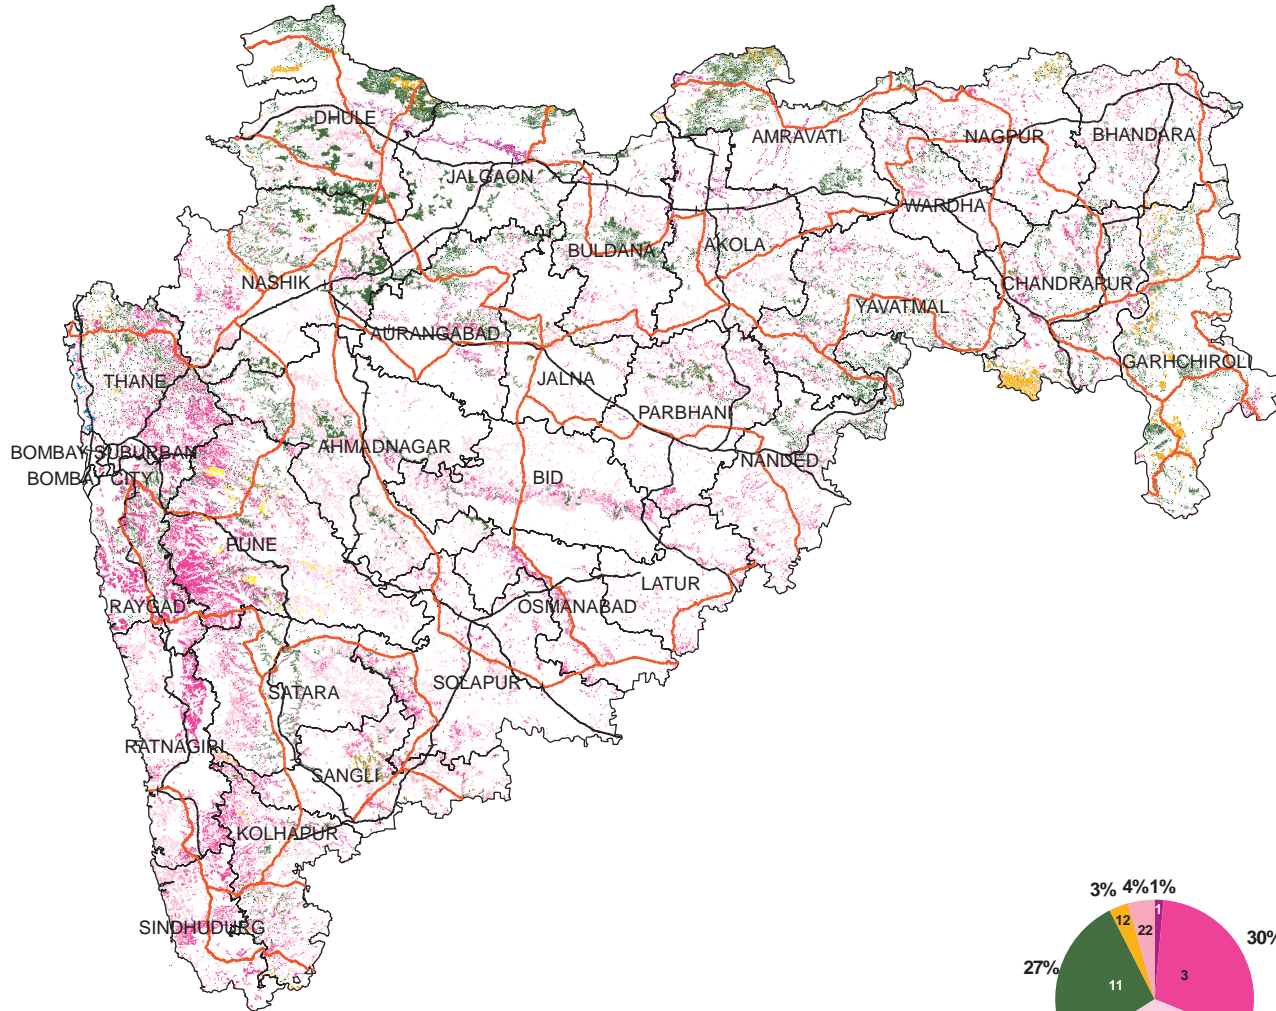 DHULE
AMRAVATI
NAGPUR
BHANDARA
JALGAON
WARDHA
BULDANA
AKOLA
NASHIK
CHANDRAPUR
YAVATMAL
AURANGABAD
GARHCHIROLI
THANE
JALNA
PARBHANI
AHMADNAGAR
BOMBAY SUBURBAN
NANDED
BOMBAY CITY
BID
PUNE
LATUR
RAYGAD
OSMANABAD
SATARA
SOLAPUR
RATNAGIRI
SANGLI
KOLHAPUR
SINDHUDURG
3% 4% 1%
1
12
22
30%
27%
3
11